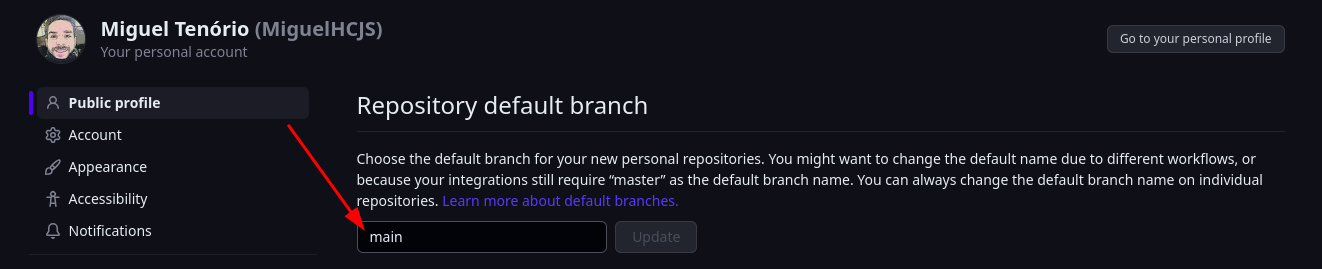 Miguel Tenório (MiguelHCJS)
Your personal account
Go to your personal profile
Public profile
Account
Appearance
Accessibility
Notifications
Repository default branch
Choose the default branch for your new personal repositories. You might want to change the default name due to different workflows, or
because your integrations still require “master” as the default branch name. You can always change the default branch name on individual
repositories. Learn more about default branches.
main
Update